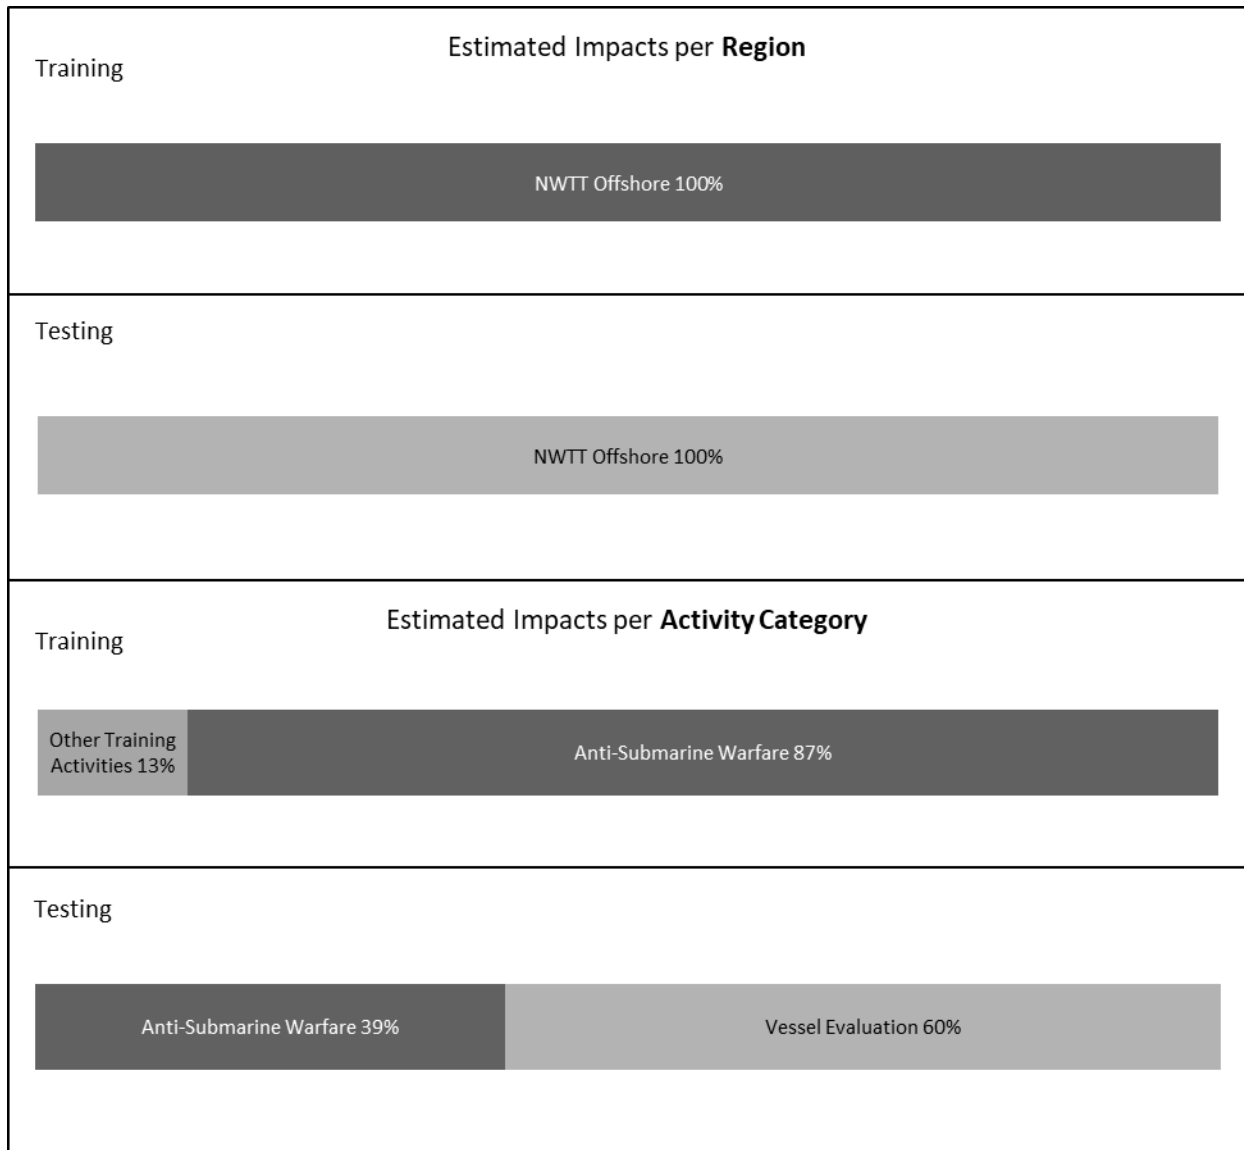 Estimated Impacts per Region
Training
NWTT Offshore 100%
Testing
NWTT Offshore 100%
Estimated Impacts per Activity Category
Training
Other Training
Activities 13%
Anti-Submarine Warfare 87%
Testing
Anti-Submarine Warfare 39%
Vessel Evaluation 60%